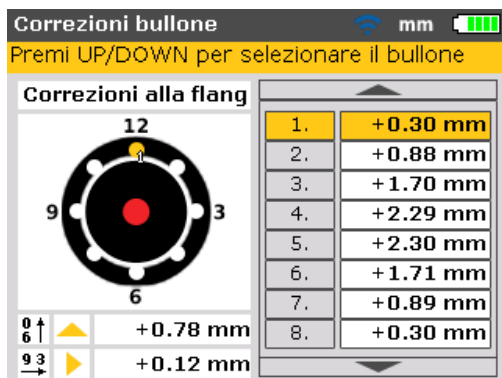 Correzioni bullone mm
Premi UP/DOWN per selezionare il bullone
Correzioni alla flang
12
1
9 3
6
0 6 +0.78 mm
9 3 +0.12 mm
1. +0.30 mm
2. +0.88 mm
3. +1.70 mm
4. +2.29 mm
5. +2.30 mm
6. +1.71 mm
7. +0.89 mm
8. +0.30 mm